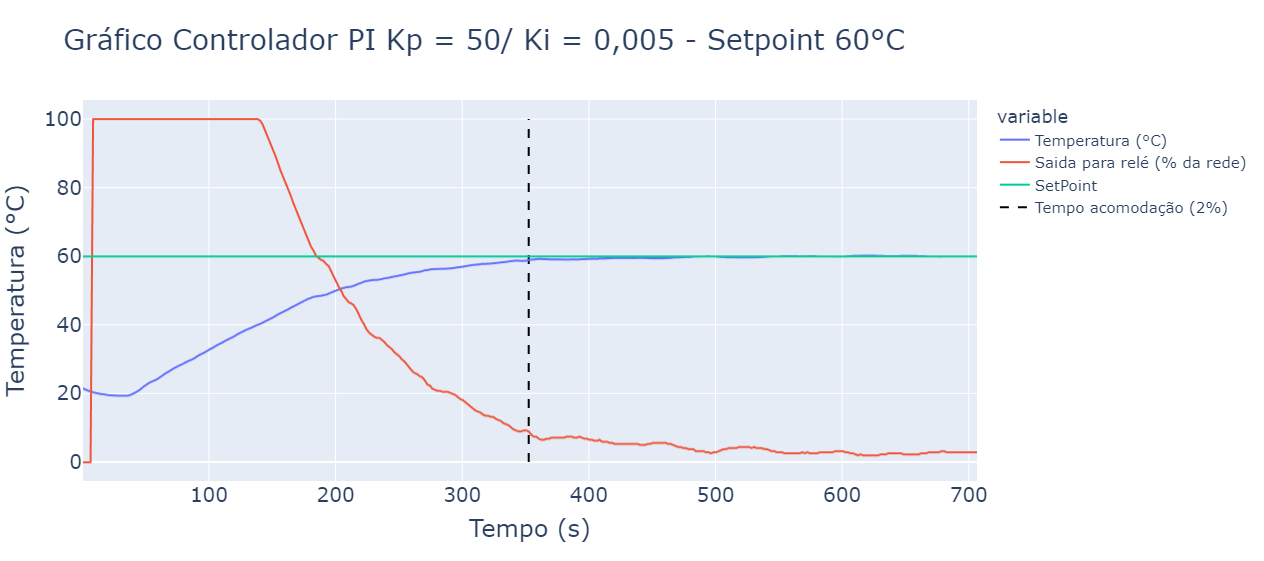 Gráfico Controlador PI Kp = 50/ Ki = 0,005 - Setpoint 60°C
variable
Temperatura (°C)
Saida para relé (% da rede)
SetPoint
Tempo acomodação (2%)
Temperatura (°C)
100
80
60
40
20
0
100 200 300 400 500 600 700
Tempo (s)